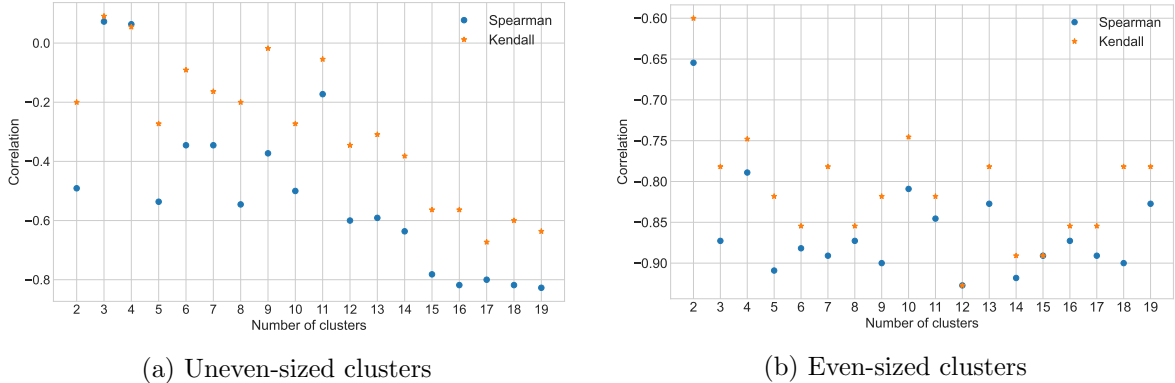 Spearman
Kendall
0.0
−0.2
−0.4
−0.6
−0.8
Correlation
2 3 4 5 6 7 8 9 10 11 12 13 14 15 16 17 18 19
Number of clusters
(a) Uneven-sized clusters
Spearman
Kendall
−0.60
−0.65
−0.70
−0.75
−0.80
−0.85
−0.90
Correlation
2 3 4 5 6 7 8 9 10 11 12 13 14 15 16 17 18 19
Number of clusters
(b) Even-sized clusters